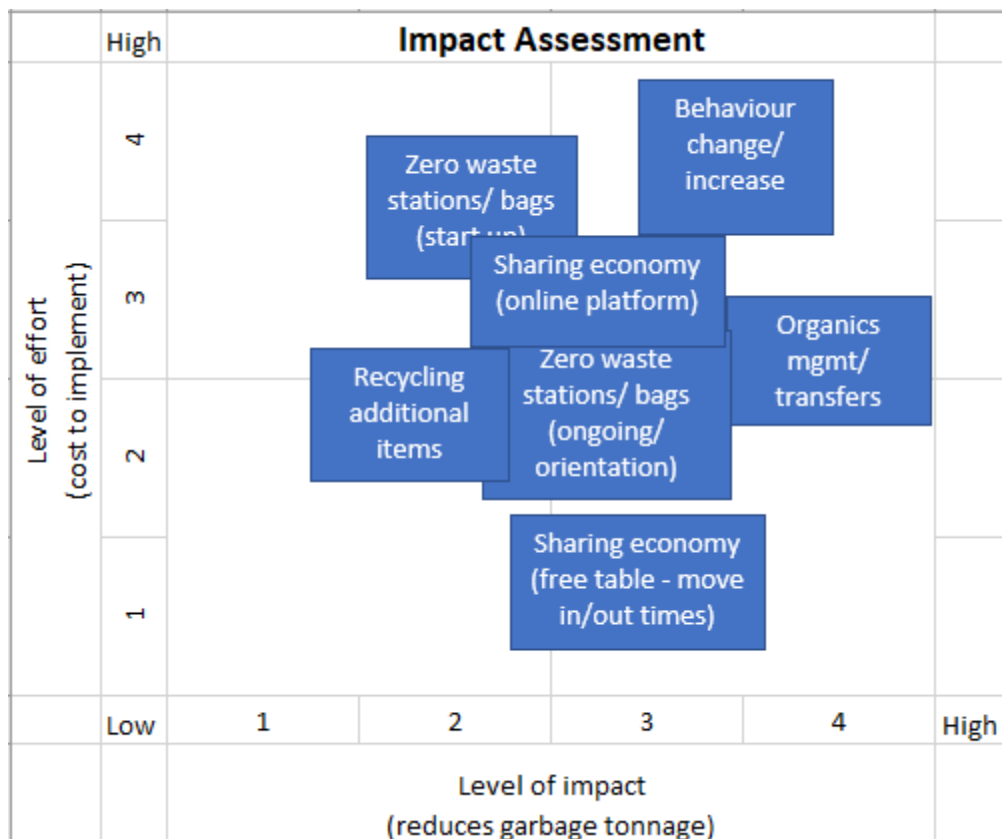 High
Impact Assessment
4
3
2
1
Level of effort
(cost to implement)
Behaviour
change/
increase
Zero waste
stations/ bags
(start up)
Sharing economy
(online platform)
Organics
mgmt/
transfers
Recycling
additional
items
Zero waste
stations/ bags
(ongoing/
orientation)
Sharing economy
(free table - move
in/out times)
Low
1
2
3
4
High
Level of impact
(reduces garbage tonnage)